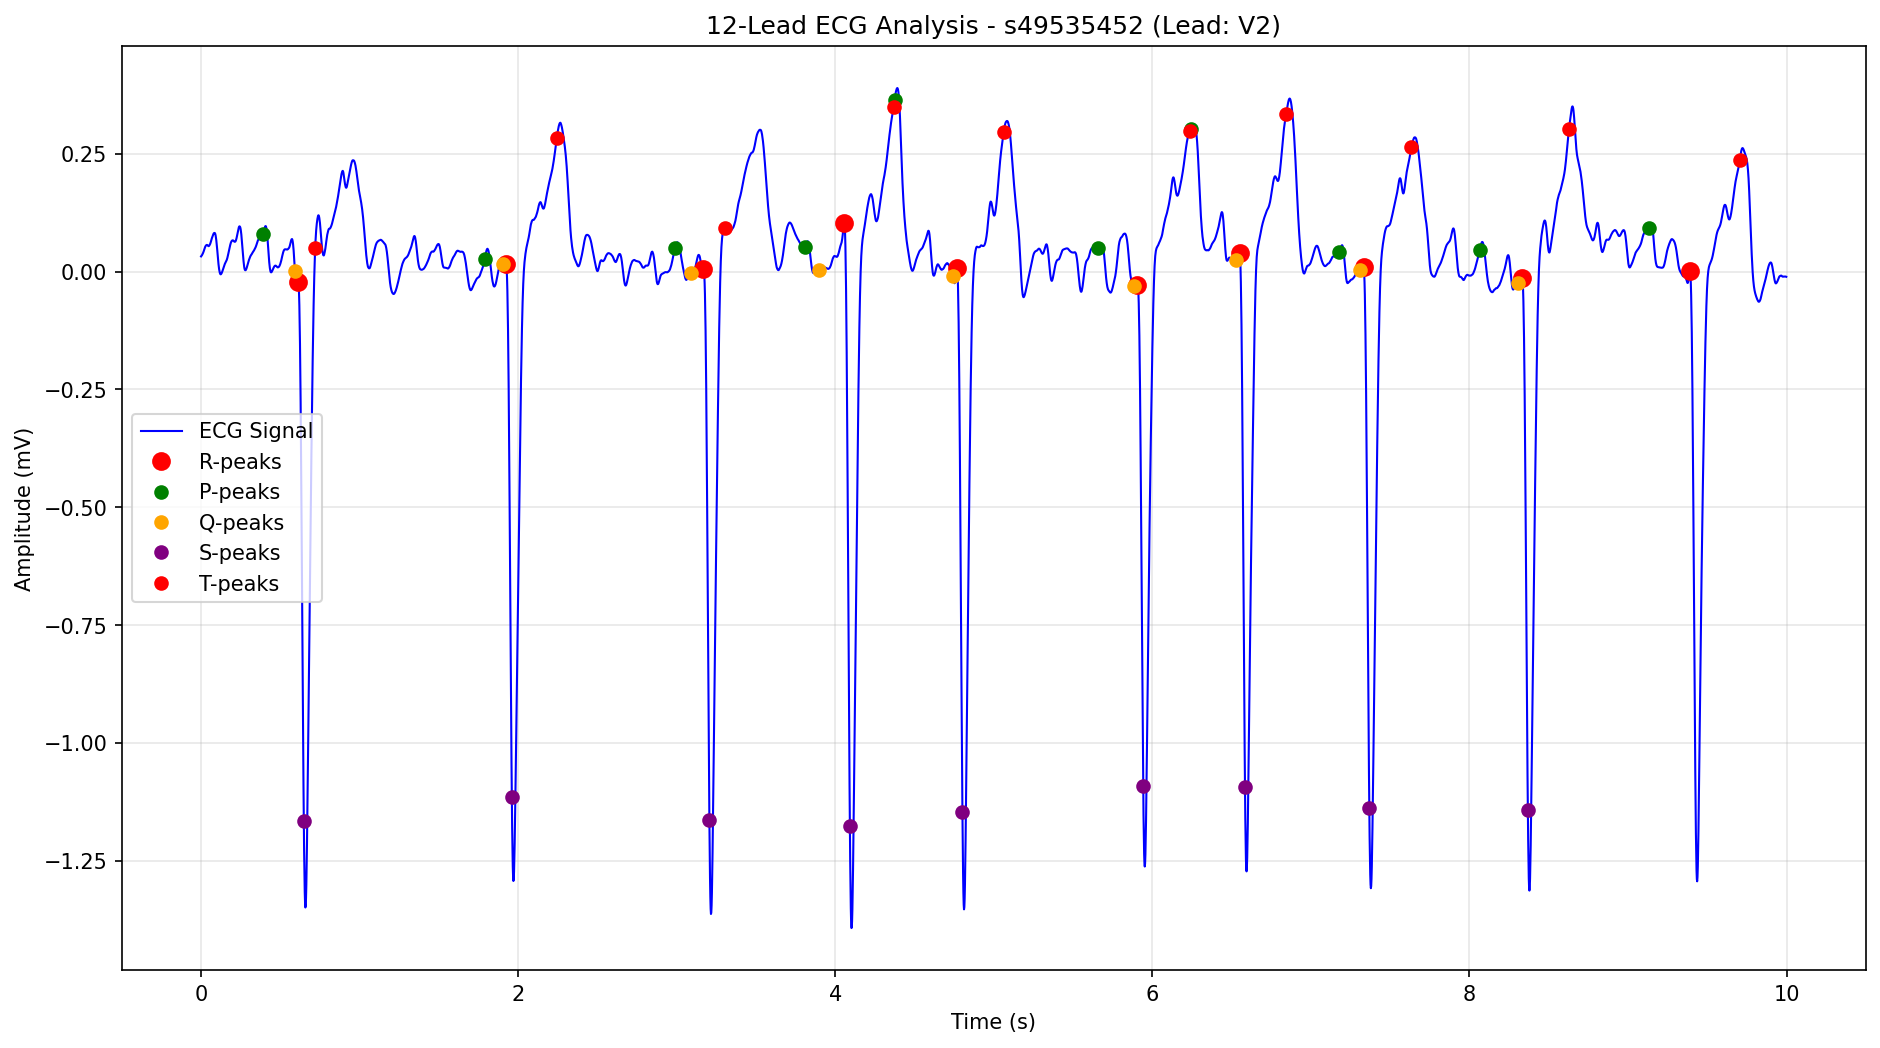 12-Lead ECG Analysis - s49535452 (Lead: V2)
Amplitude (mV)
0.25
0.00
−0.25
−0.50
−0.75
−1.00
−1.25
ECG Signal
R-peaks
P-peaks
Q-peaks
S-peaks
T-peaks
0 2 4 6 8 10
Time (s)